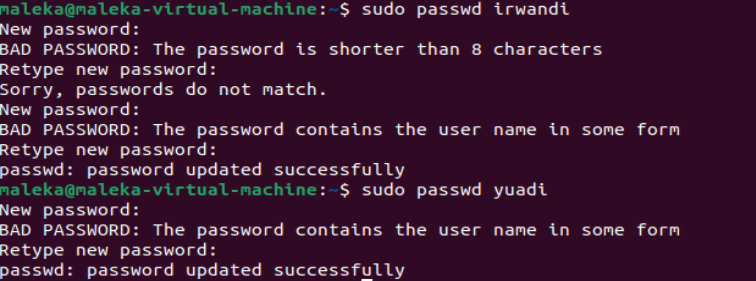 maleka@maleka-virtual-machine:~$ sudo passwd irwandi
New password:
BAD PASSWORD: The password is shorter than 8 characters
Retype new password:
Sorry, passwords do not match.
New password:
BAD PASSWORD: The password contains the user name in some form
Retype new password:
passwd: password updated successfully
maleka@maleka-virtual-machine:~$ sudo passwd yuadi
New password:
BAD PASSWORD: The password contains the user name in some form
Retype new password:
passwd: password updated successfully